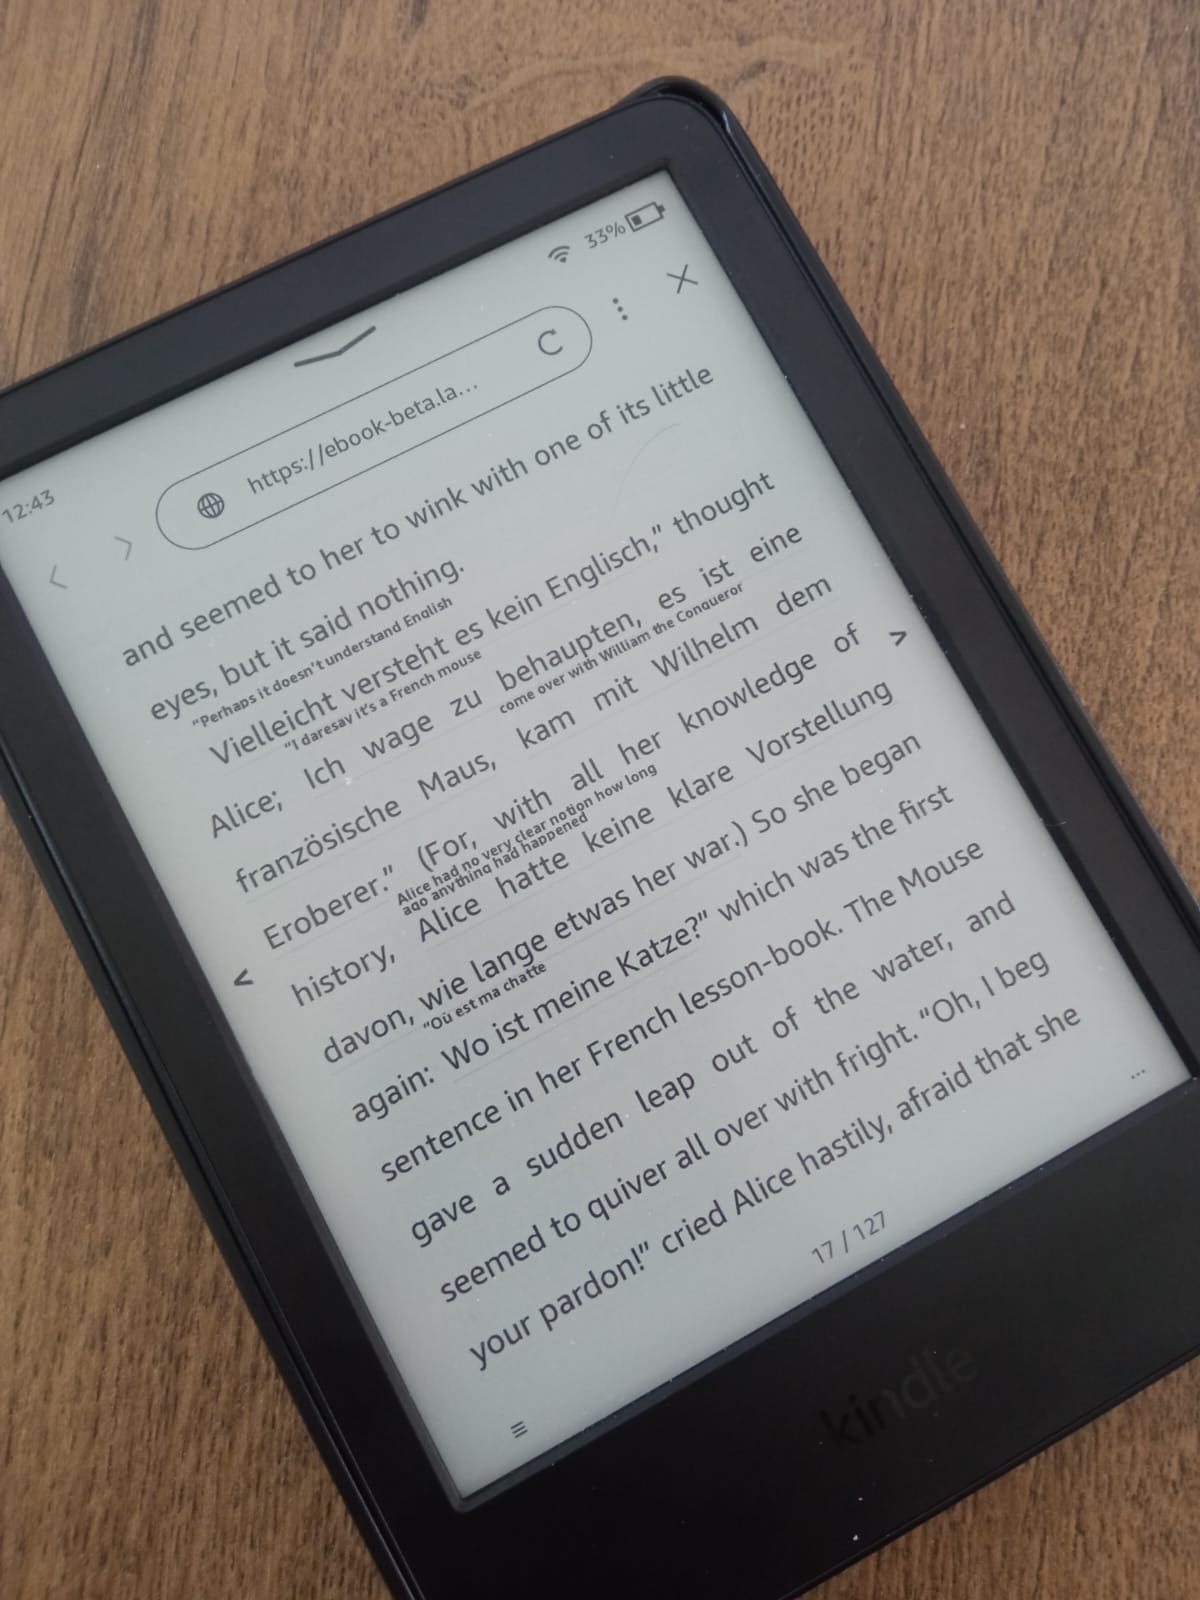 12:43
33%
https://ebook-beta.la...
and seemed to her to wink with one of its little
eyes, but it said nothing.
"Perhaps it doesn't understand English
Vielleicht versteht es kein Englisch," thought
"I daresay it's a French mouse
Alice; Ich wage zu behaupten, es ist eine
come over with William the Conqueror
französische Maus, kam mit Wilhelm dem
Eroberer." (For, with all her knowledge of
Alice had no very clear notion how long
ago anything had happened
history, Alice hatte keine klare Vorstellung
davon, wie lange etwas her war.) So she began
"Où est ma chatte
again: Wo ist meine Katze?" which was the first
sentence in her French lesson-book. The Mouse
gave a sudden leap out of the water, and
seemed to quiver all over with fright. "Oh, I beg
your pardon!" cried Alice hastily, afraid that she
17 / 127
kindle